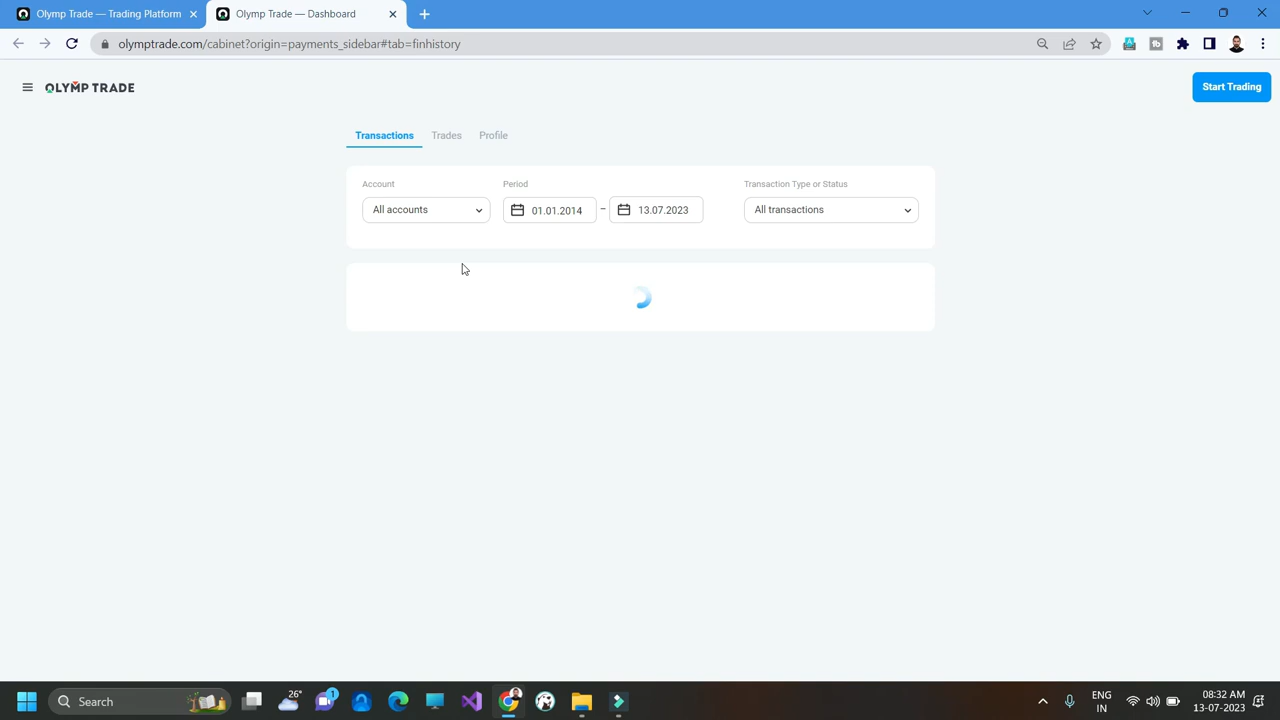 Olymp Trade — Trading Platform
Olymp Trade — Dashboard
olymptrade.com/cabinet?origin=payments_sidebar#tab=finhistory
OLYMP TRADE
Start Trading
Transactions Trades Profile
Account Period Transaction Type or Status
All accounts 01.01.2014 – 13.07.2023 All transactions
Search
26°
1
ENG
IN
08:32 AM
13-07-2023